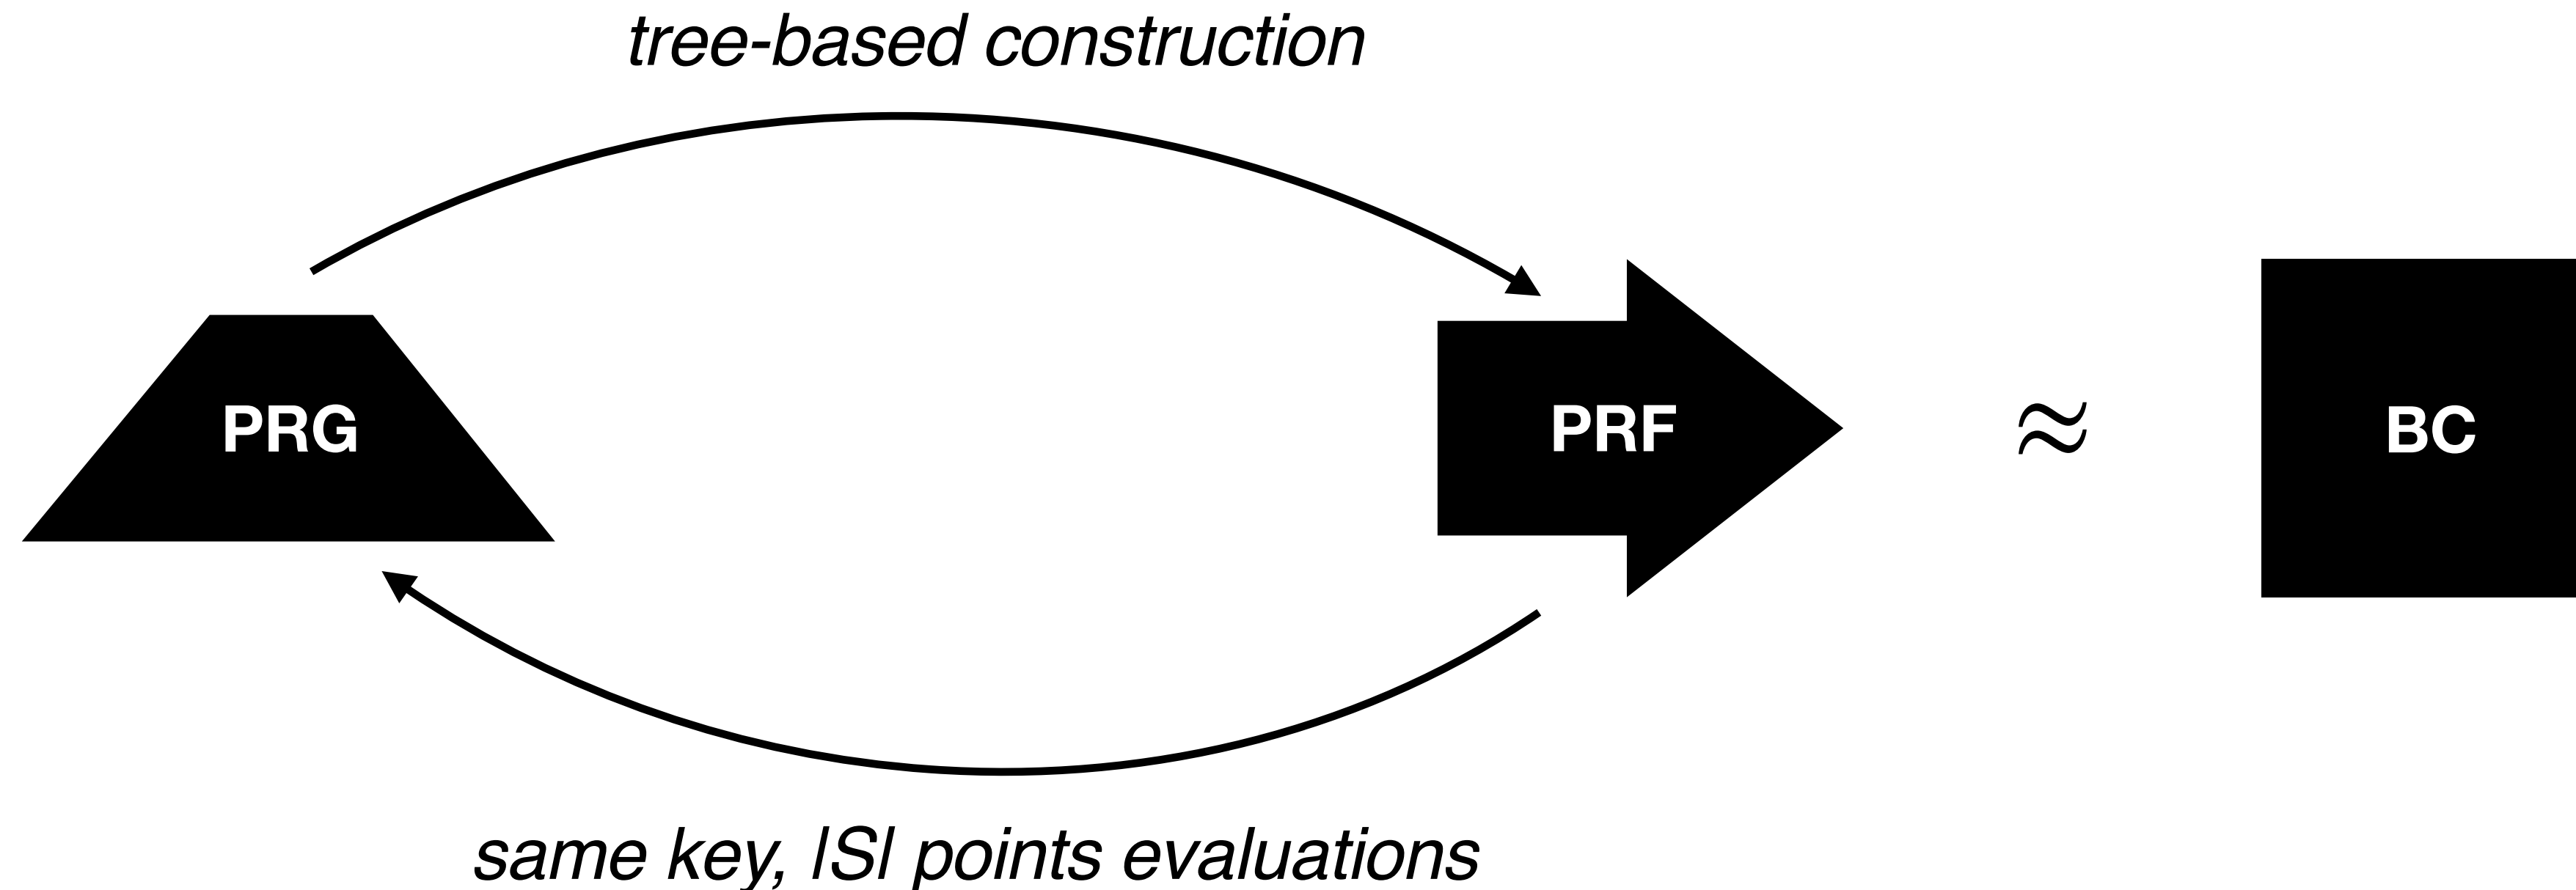 tree-based construction
PRG
PRF
≈
BC
same key, |S| points evaluations